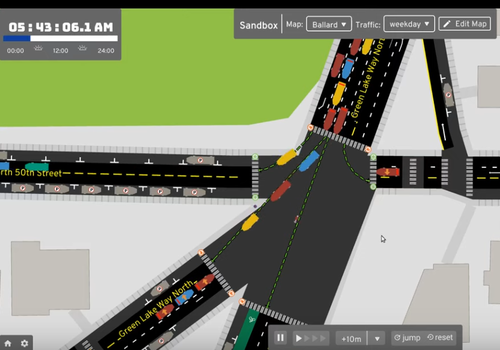 05:43:06.1 AM
00:00 12:00 24:00
Sandbox Map: Ballard Traffic: weekday Edit Map
Green Lake Way North
rth 50th Street
Green Lake Way North
+10m jump reset